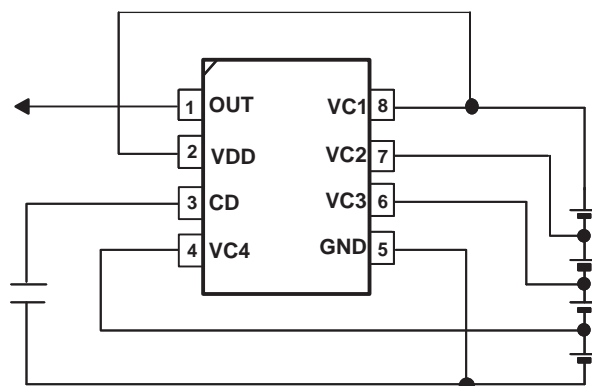 1 OUT VC1 8
2 VDD VC2 7
3 CD VC3 6
4 VC4 GND 5